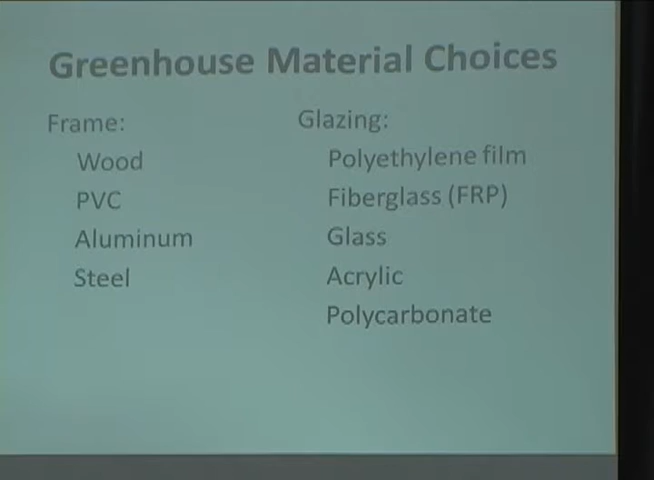 Greenhouse Material Choices
Frame:
Wood
PVC
Aluminum
Steel
Glazing:
Polyethylene film
Fiberglass (FRP)
Glass
Acrylic
Polycarbonate